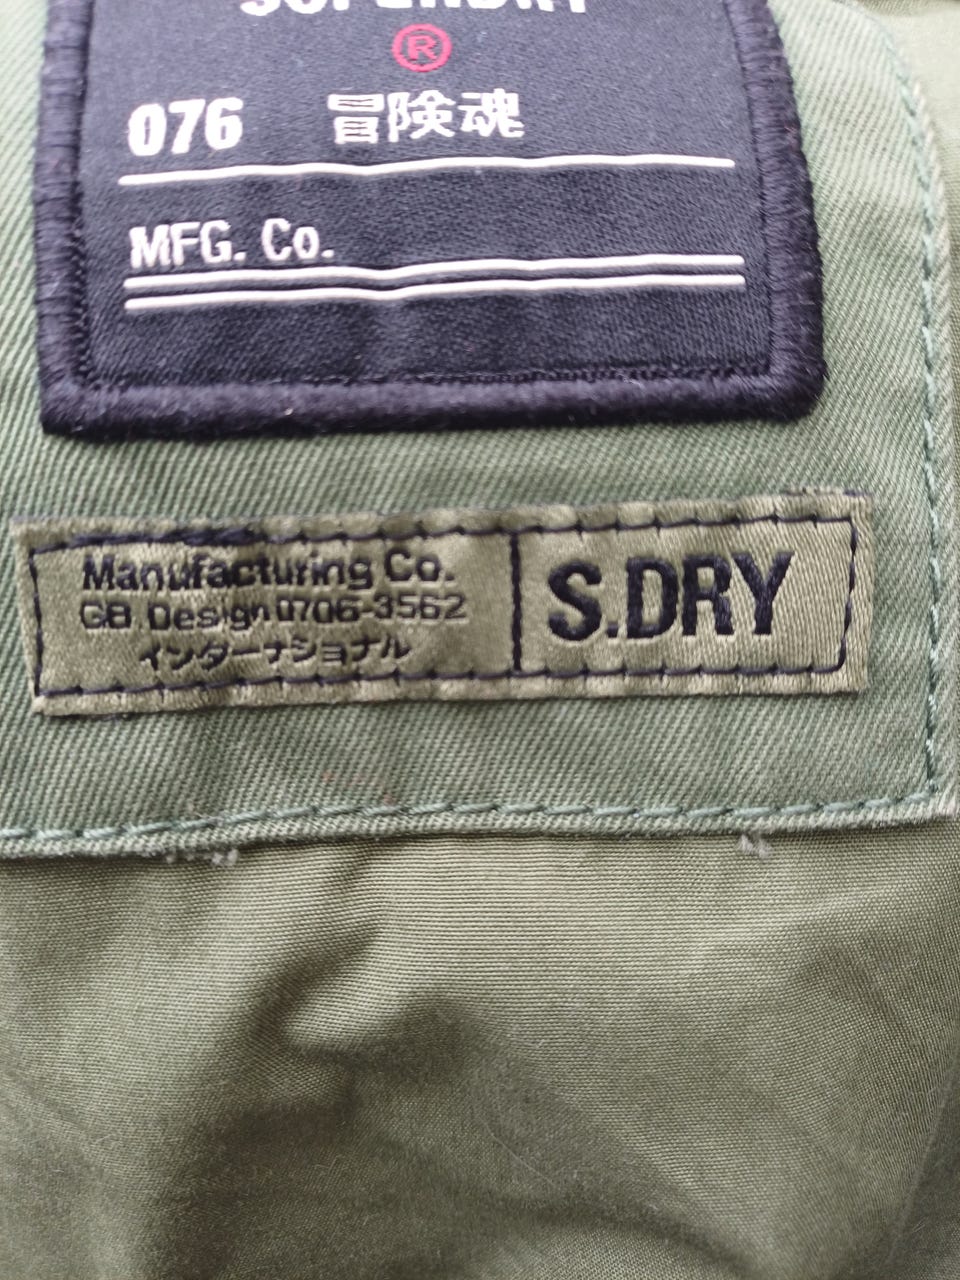 SUPERDRY
®
076 冒険魂
MFG. Co.
Manufacturing Co.
GB Design 0706-3562
インターナショナル
S.DRY